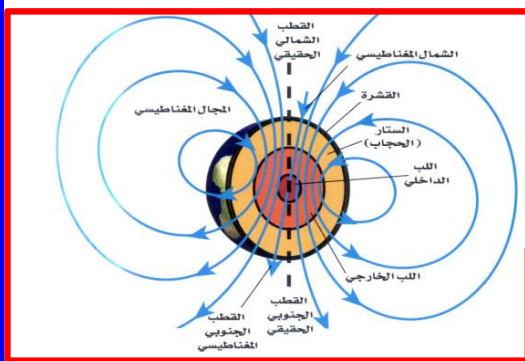 القطب
الشمالي
الحقيقي
الشمال المغناطيسي
القشرة
المجال المغناطيسي
الستار
(الحجاب)
اللب
الداخلي
اللب الخارجي
القطب
الجنوبي
الحقيقي
القطب
الجنوبي
المغناطيسي